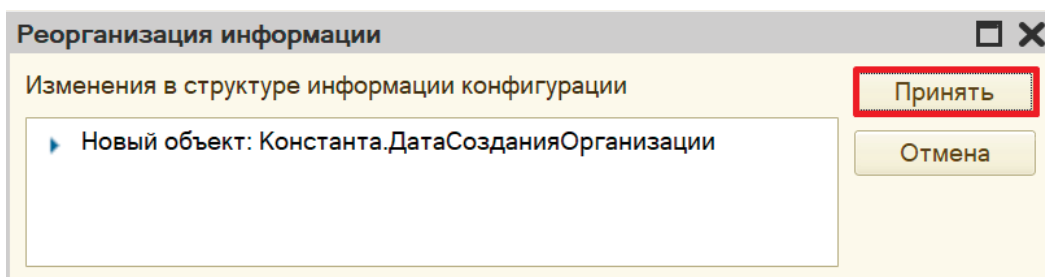 Реорганизация информации
Изменения в структуре информации конфигурации
Принять
Новый объект: Константа.ДатаСозданияОрганизации
Отмена